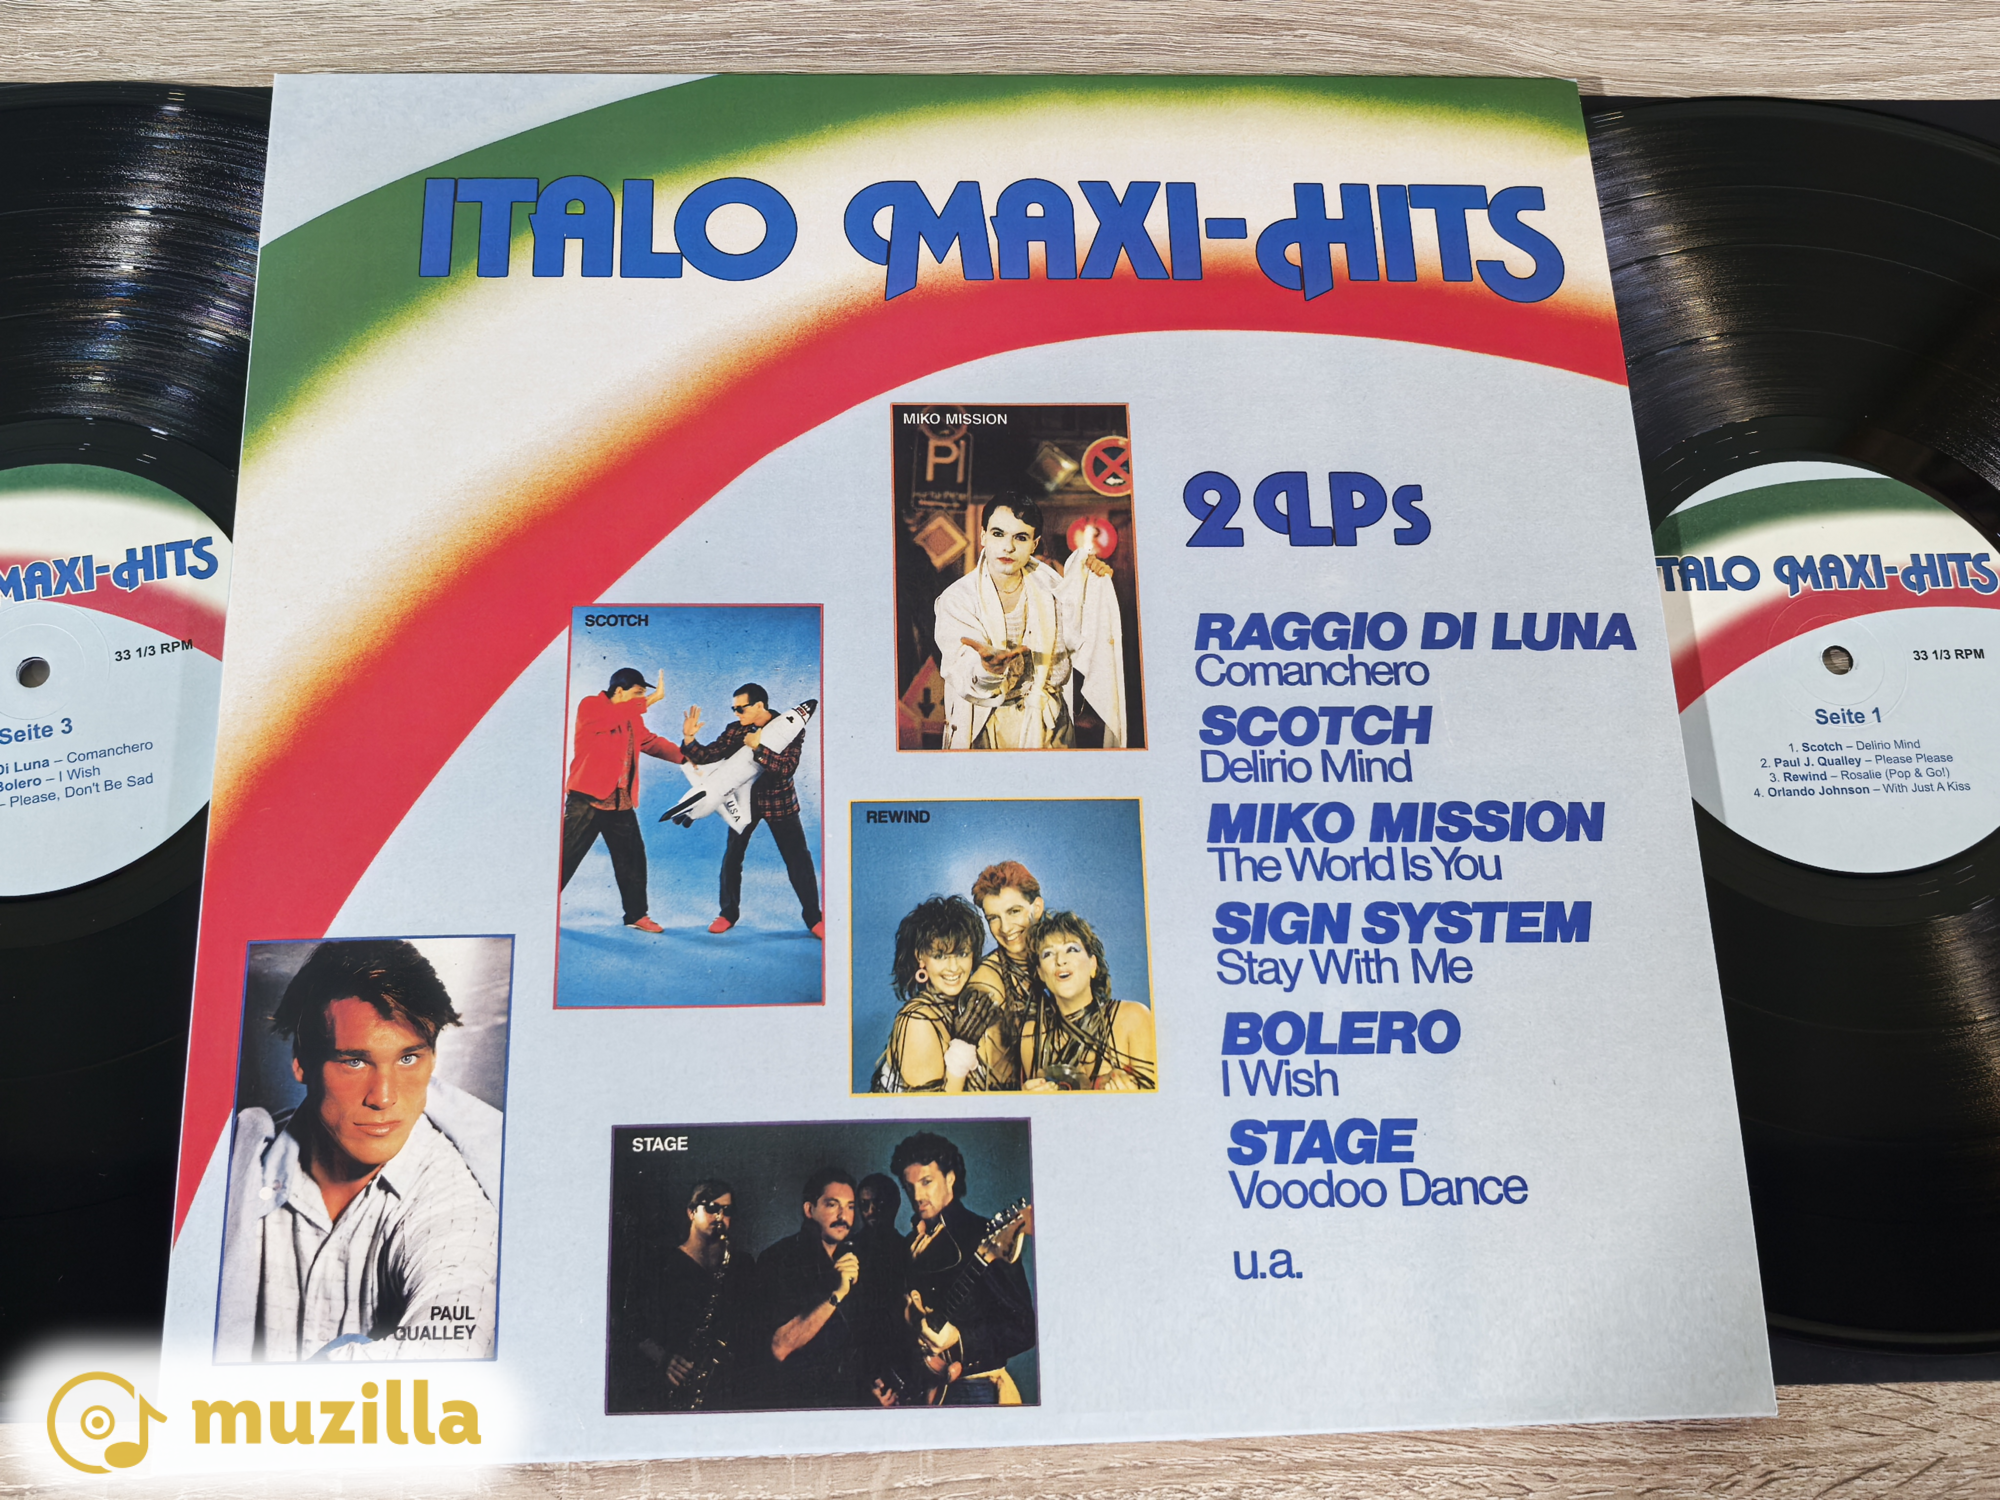 ITALO MAXI-HITS
MIKO MISSION
2 LPs
SCOTCH
USA
REWIND
STAGE
PAUL
J. QUALLEY
RAGGIO DI LUNA
Comanchero
SCOTCH
Delirio Mind
MIKO MISSION
The World Is You
SIGN SYSTEM
Stay With Me
BOLERO
I Wish
STAGE
Voodoo Dance
u.a.
MAXI-HITS
33 1/3 RPM
Seite 3
Di Luna – Comanchero
Bolero – I Wish
– Please, Don't Be Sad
ITALO MAXI-HITS
33 1/3 RPM
Seite 1
1. Scotch – Delirio Mind
2. Paul J. Qualley – Please Please
3. Rewind – Rosalie (Pop & Go!)
4. Orlando Johnson – With Just A Kiss
muzilla